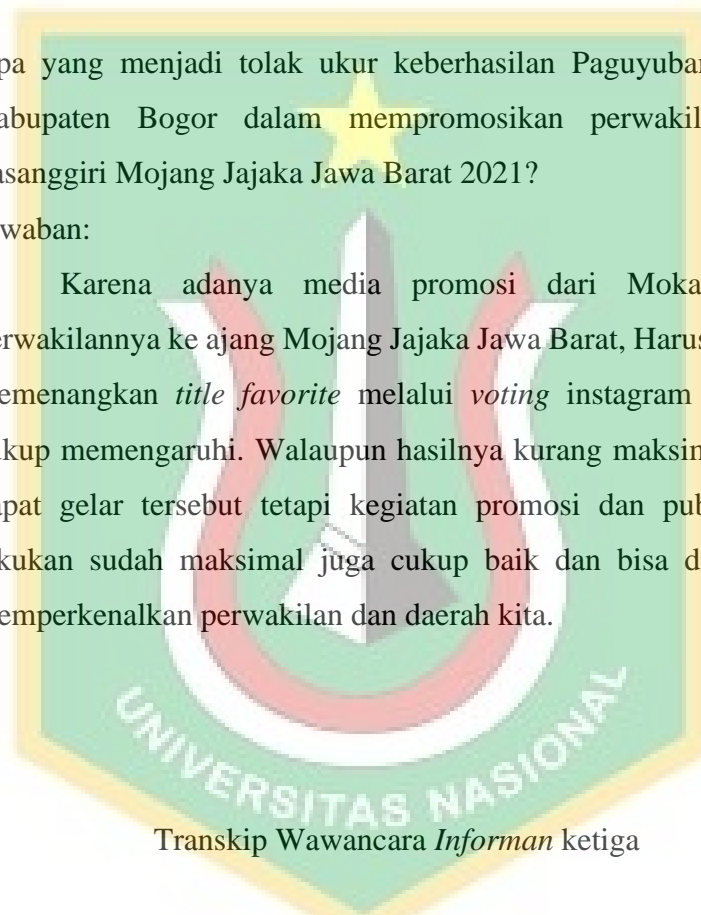 pa yang menjadi tolak ukur keberhasilan Paguyuban
abupaten Bogor dalam mempromosikan perwakil
asanggiri Mojang Jajaka Jawa Barat 2021?
waban:
Karena adanya media promosi dari Moka
erwakilannya ke ajang Mojang Jajaka Jawa Barat, Harus
emenangkan title favorite melalui voting instagram
ukup memengaruhi. Walaupun hasilnya kurang maksim
apat gelar tersebut tetapi kegiatan promosi dan pub
kukan sudah maksimal juga cukup baik dan bisa d
emperkenalkan perwakilan dan daerah kita.
UNIVERSITAS NASIONAL
Transkip Wawancara Informan ketiga